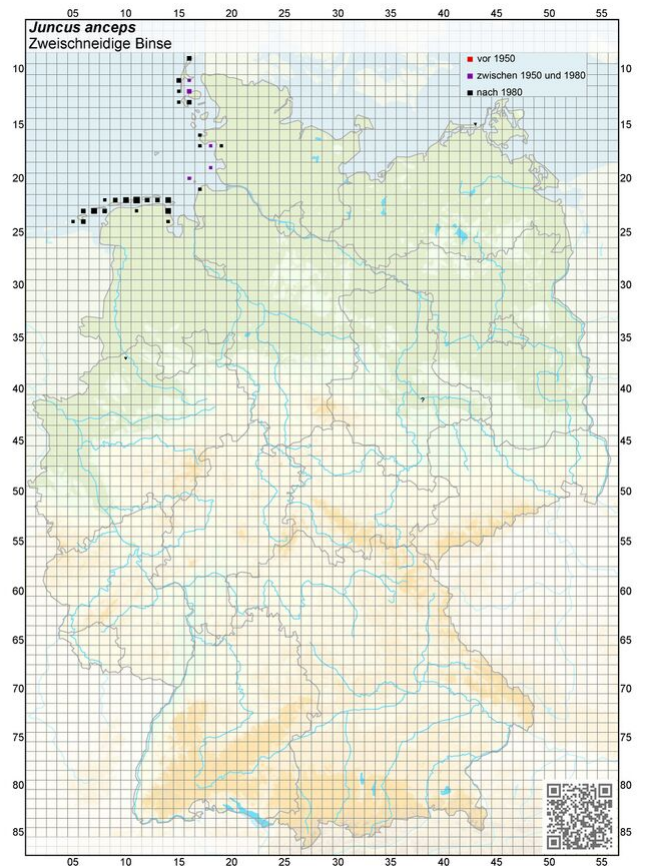 05 10 15 20 25 30 35 40 45 50 55
Juncus anceps
Zweischneidige Binse
vor 1950
zwischen 1950 und 1980
nach 1980
10 10
15 15
20 20
25 25
30 30
35 35
40 40
?
45 45
50 50
55 55
60 60
65 65
70 70
75 75
80 80
85 85
05 10 15 20 25 30 35 40 45 50 55